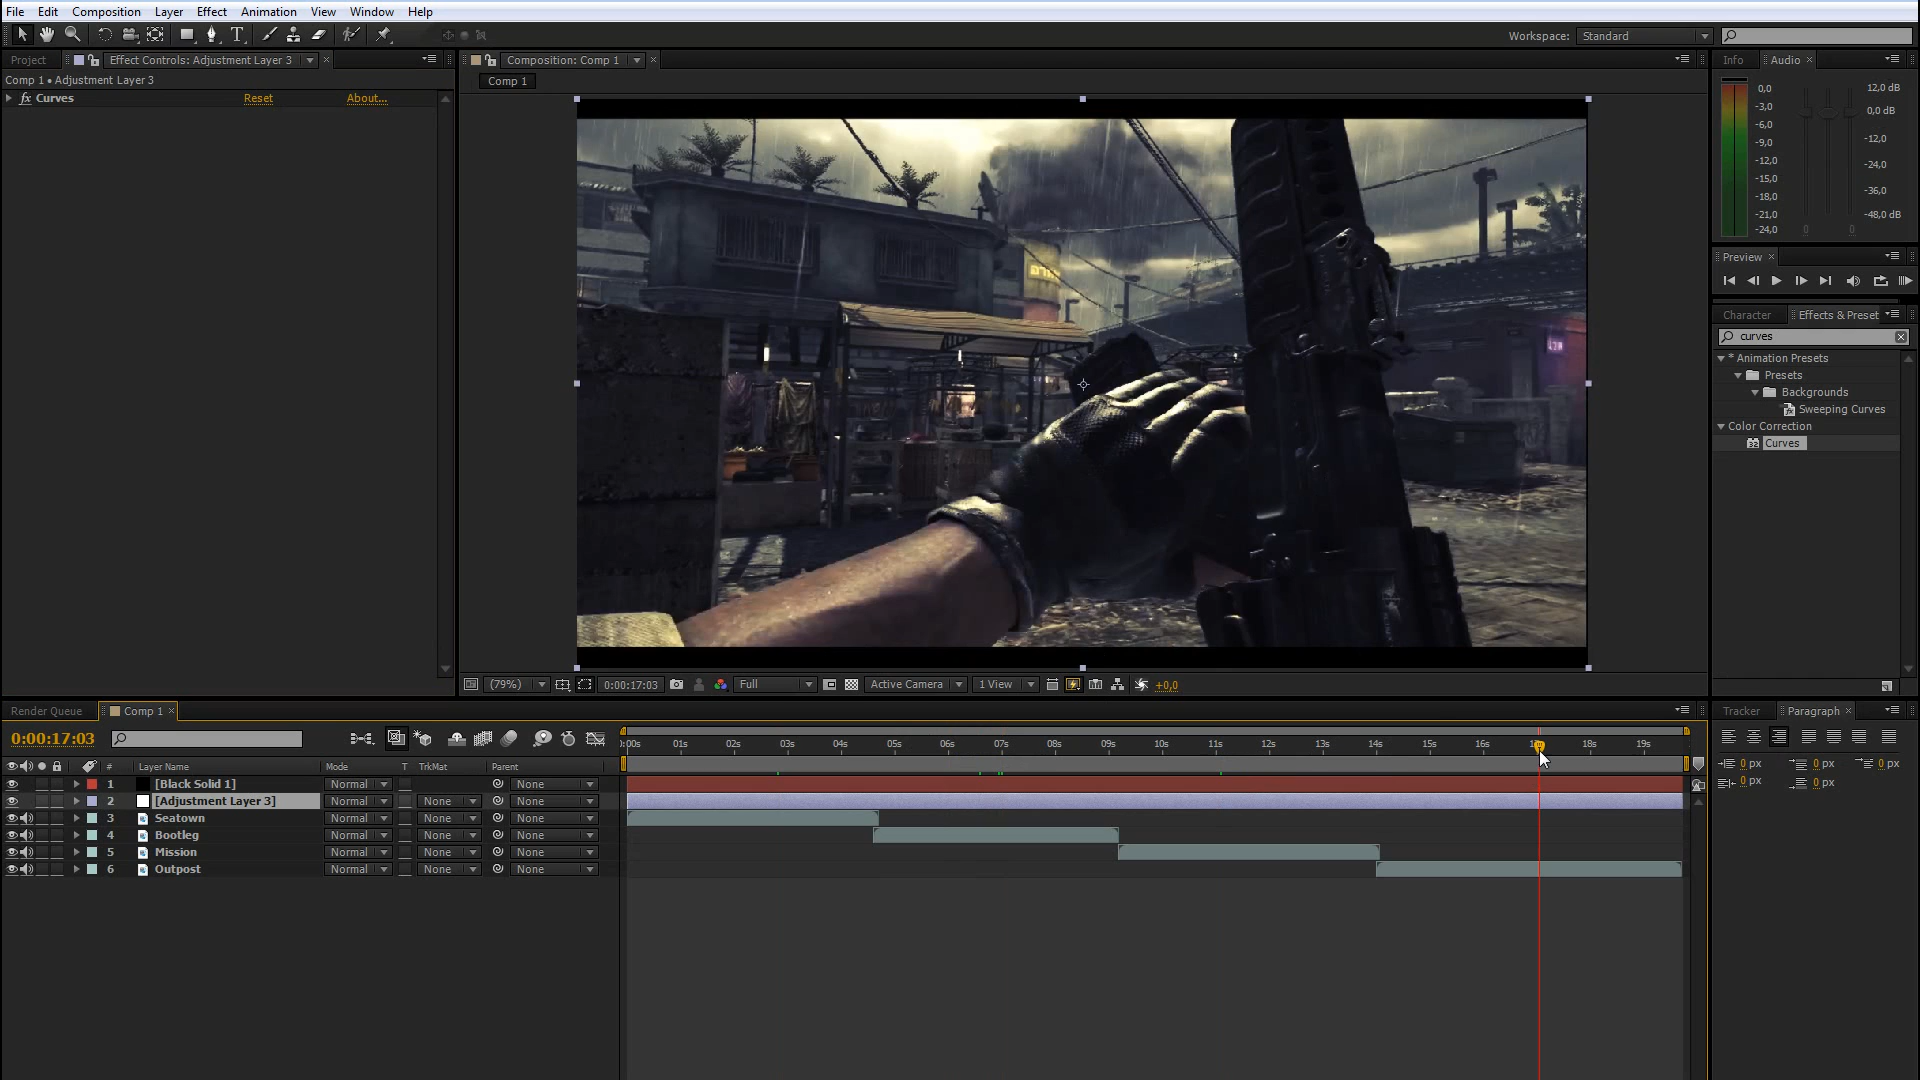 File Edit Composition Layer Effect Animation View Window Help
Workspace: Standard
Project Effect Controls: Adjustment Layer 3 Composition: Comp 1 Info Audio
Comp 1 • Adjustment Layer 3
Comp 1
fx Curves Reset About...
0,0 12,0 dB
-3,0 0,0 dB
-6,0
-9,0 -12,0
-12,0 -24,0
-15,0
-18,0 -36,0
-21,0 -48,0 dB
-24,0 0 0
Preview
Character Effects & Preset
curves
* Animation Presets
Presets
Backgrounds
Sweeping Curves
Color Correction
Curves
(79%) 0:00:17:03 Full Active Camera 1 View +0,0
Render Queue Comp 1 Tracker Paragraph
0:00:17:03
:00s 01s 02s 03s 04s 05s 06s 07s 08s 09s 10s 11s 12s 13s 14s 15s 16s 18s 19s
0 px 0 px 0 px
0 px 0 px
# Layer Name Mode T TrkMat Parent
1 [Black Solid 1] Normal None
2 [Adjustment Layer 3] Normal None None
3 Seatown Normal None None
4 Bootleg Normal None None
5 Mission Normal None None
6 Outpost Normal None None